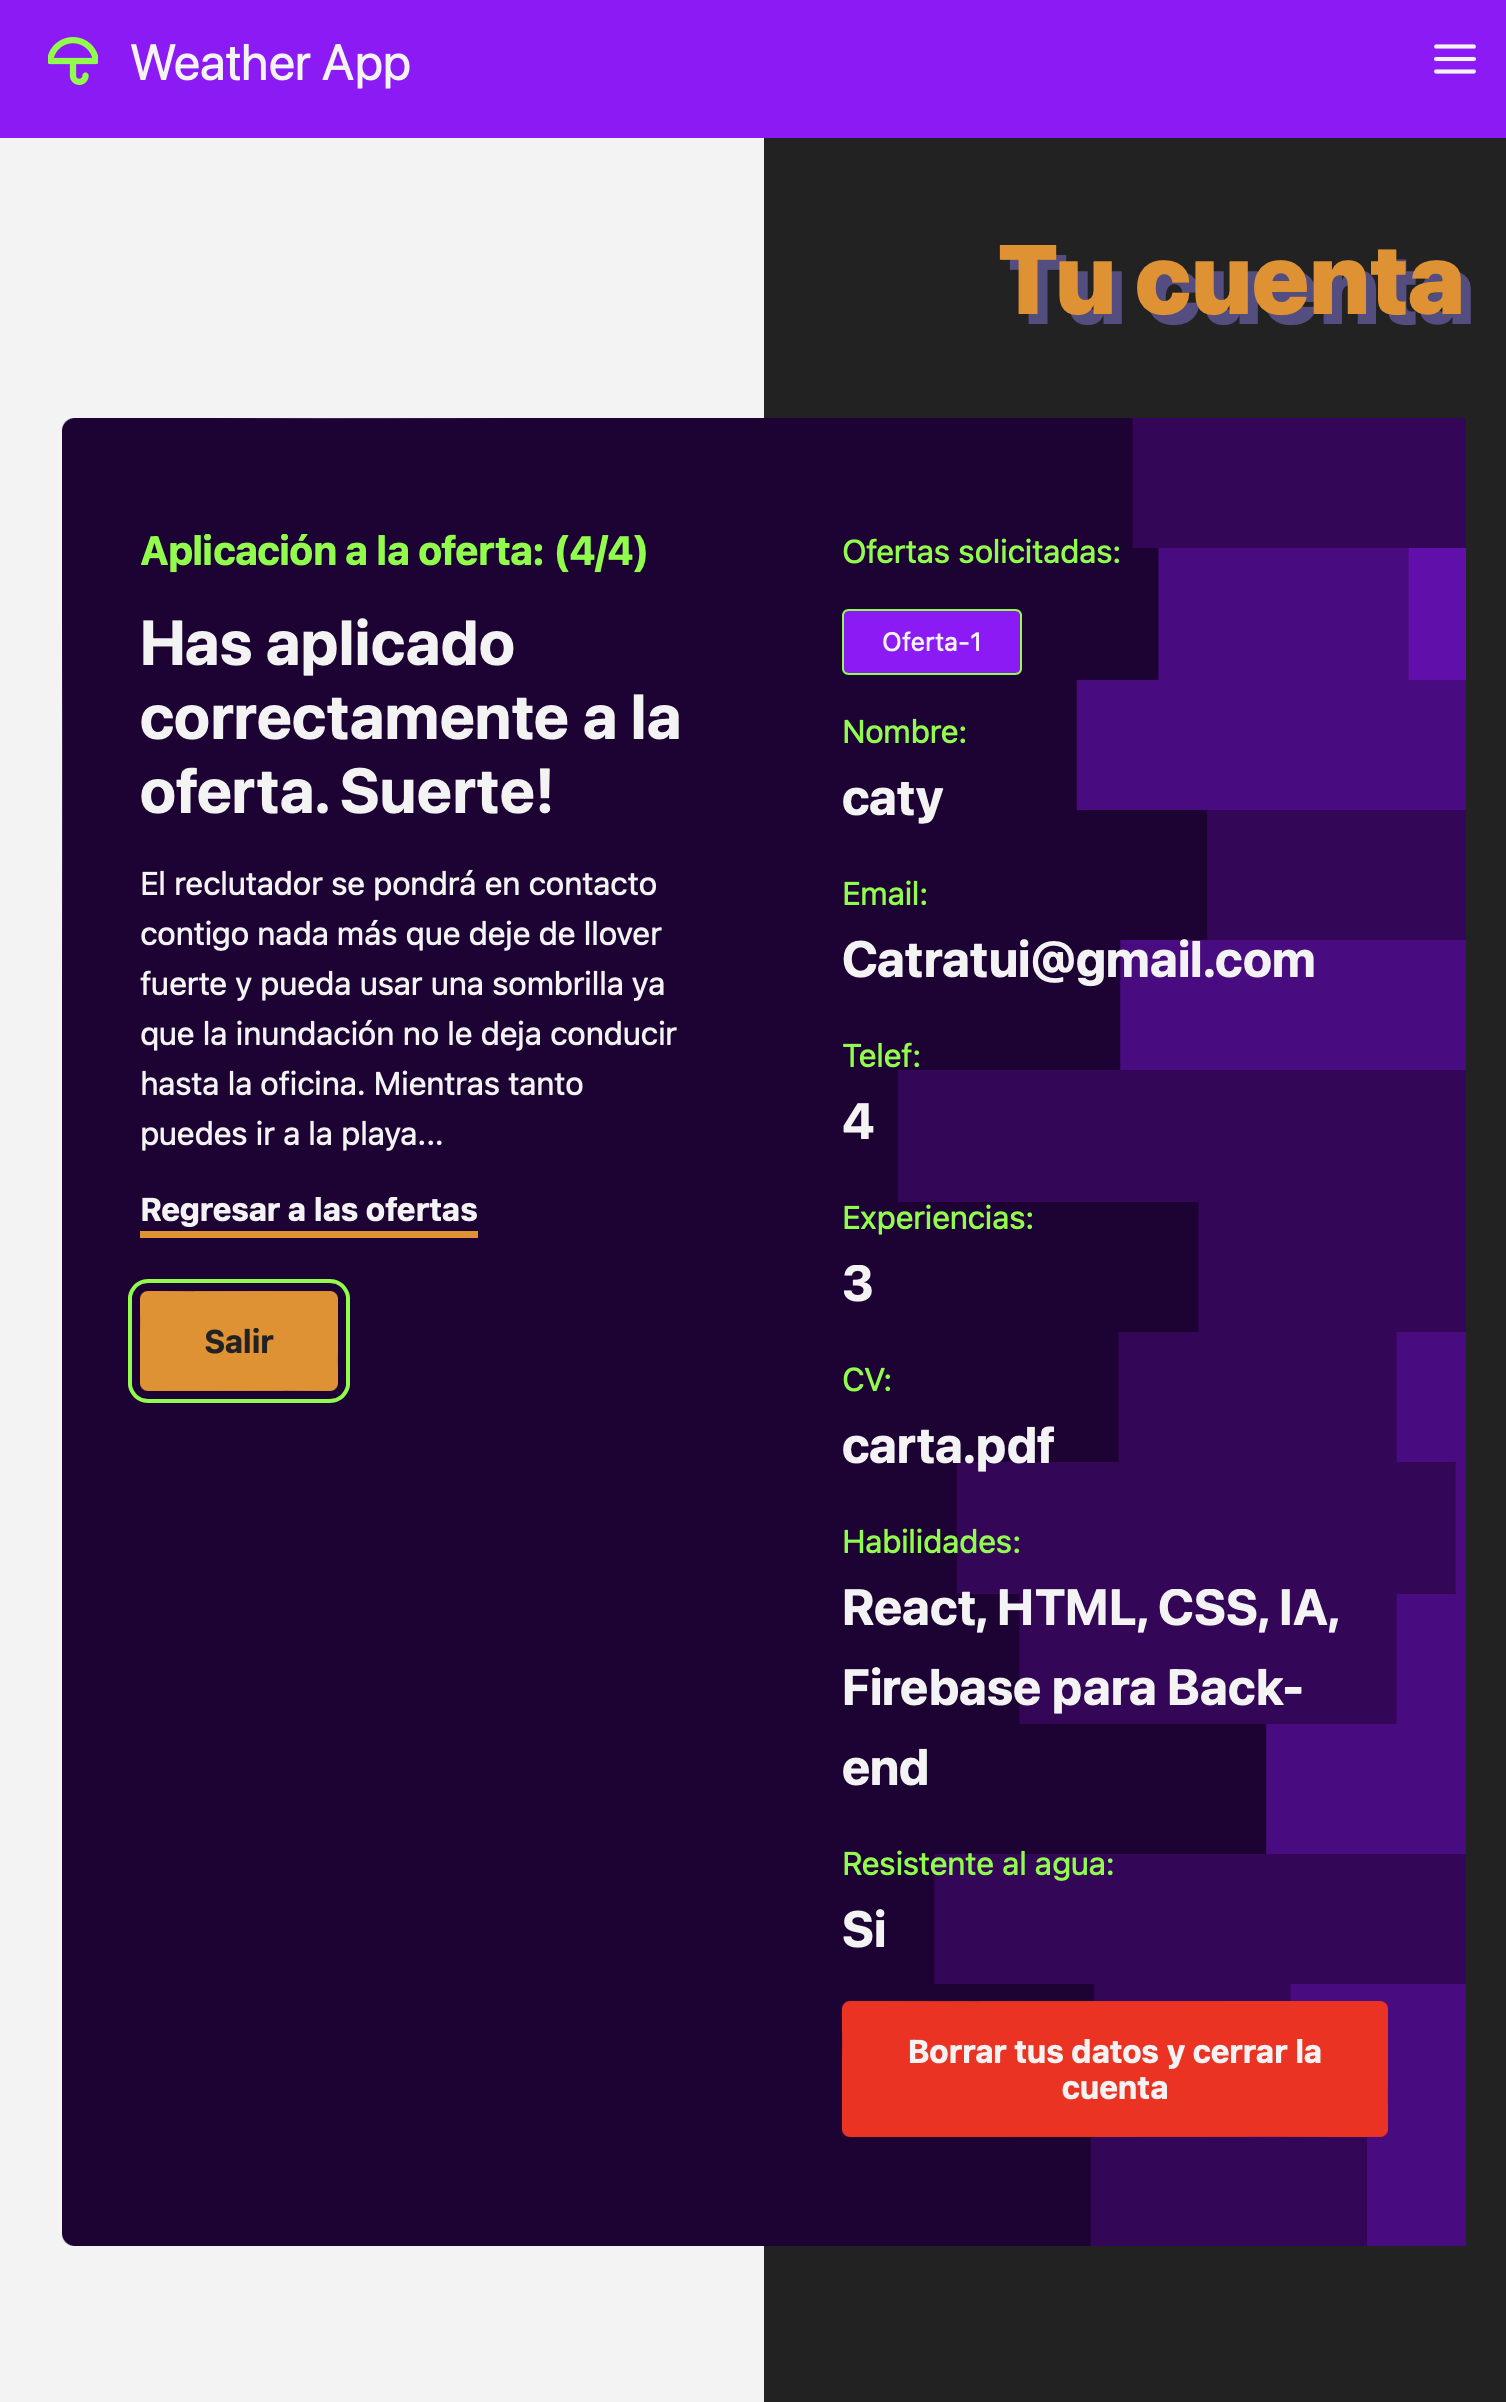 Weather App
Tu cuenta
Aplicación a la oferta: (4/4)
Has aplicado
correctamente a la
oferta. Suerte!
El reclutador se pondrá en contacto
contigo nada más que deje de llover
fuerte y pueda usar una sombrilla ya
que la inundación no le deja conducir
hasta la oficina. Mientras tanto
puedes ir a la playa...
Regresar a las ofertas
Salir
Ofertas solicitadas:
Oferta-1
Nombre:
caty
Email:
Catratui@gmail.com
Telef:
4
Experiencias:
3
CV:
carta.pdf
Habilidades:
React, HTML, CSS, IA,
Firebase para Back-
end
Resistente al agua:
Si
Borrar tus datos y cerrar la
cuenta